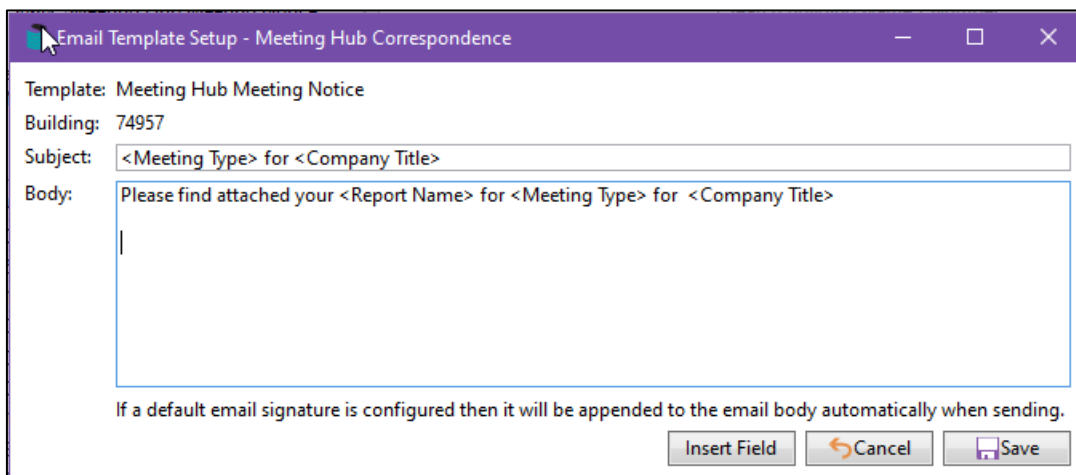 Email Template Setup - Meeting Hub Correspondence
Template: Meeting Hub Meeting Notice
Building: 74957
Subject: <Meeting Type> for <Company Title>
Body: Please find attached your <Report Name> for <Meeting Type> for  <Company Title>
If a default email signature is configured then it will be appended to the email body automatically when sending.
Insert Field Cancel Save